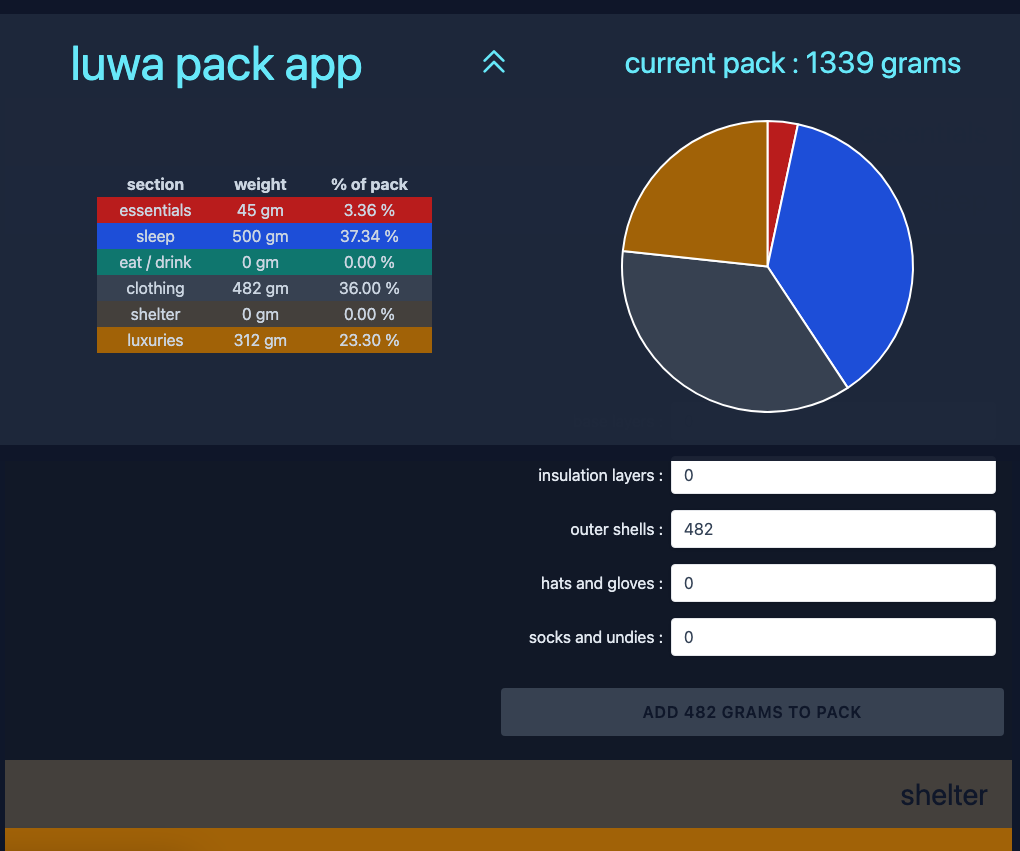 luwa pack app
current pack : 1339 grams
section weight % of pack
essentials 45 gm 3.36 %
sleep 500 gm 37.34 %
eat / drink 0 gm 0.00 %
clothing 482 gm 36.00 %
shelter 0 gm 0.00 %
luxuries 312 gm 23.30 %
insulation layers : 0
outer shells : 482
hats and gloves : 0
socks and undies : 0
ADD 482 GRAMS TO PACK
shelter